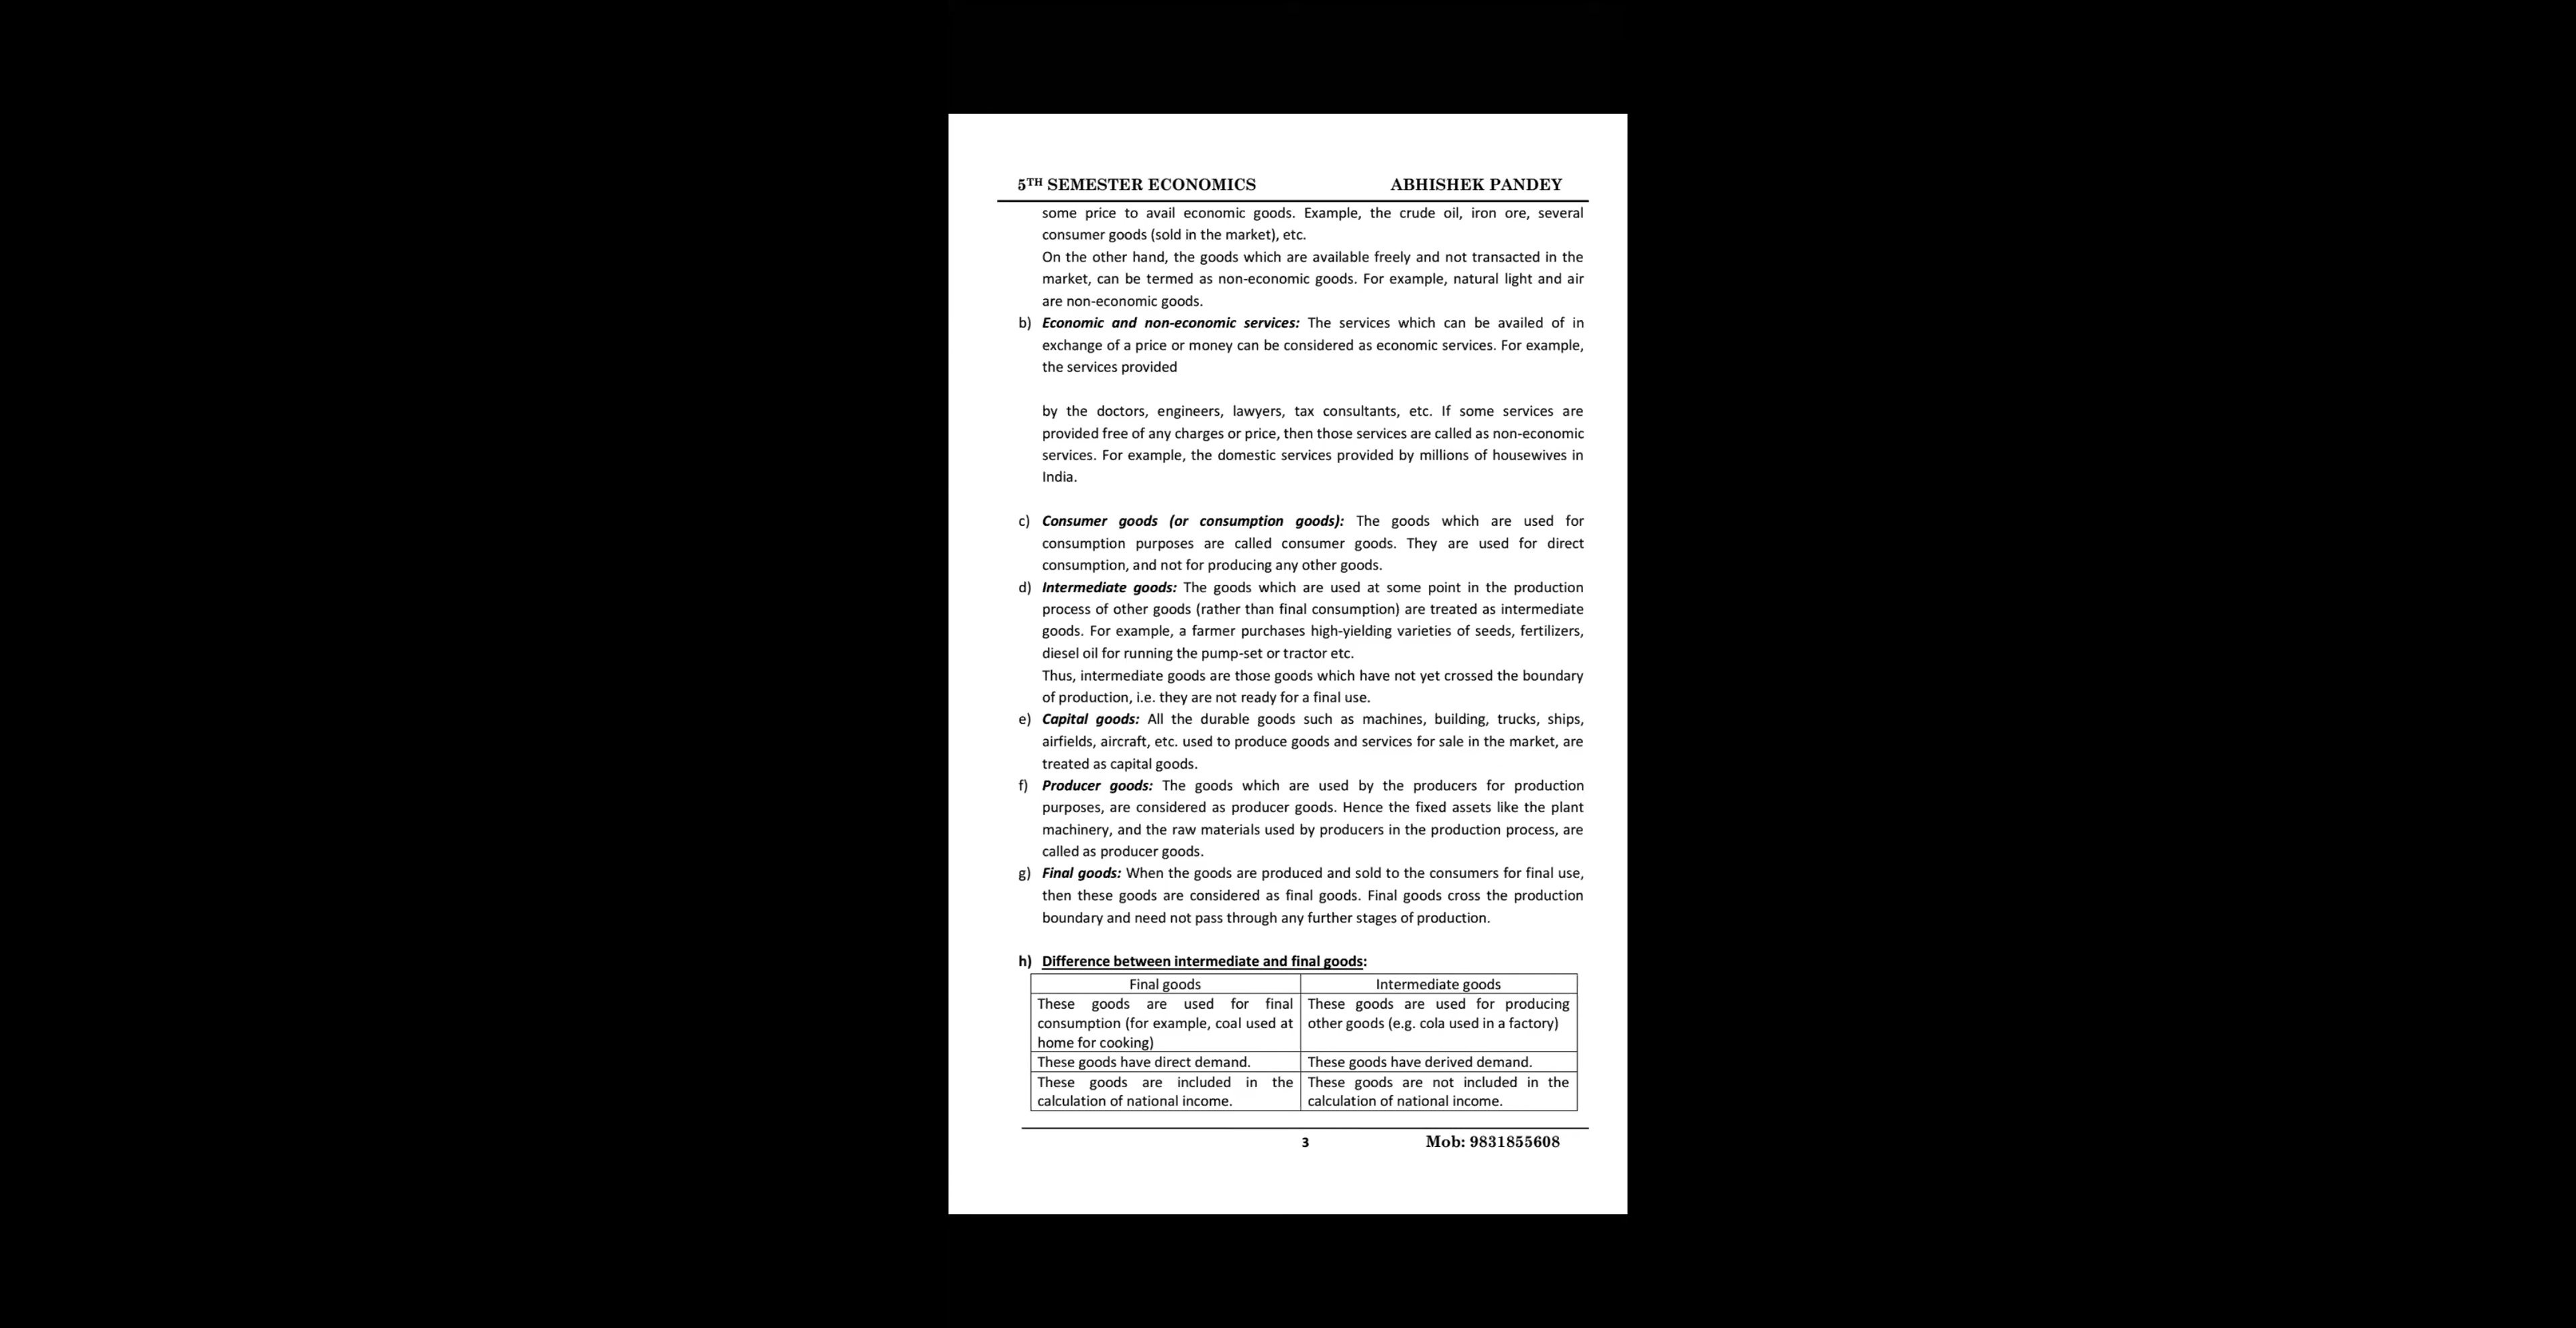 5TH SEMESTER ECONOMICS ABHISHEK PANDEY
some price to avail economic goods. Example, the crude oil, iron ore, several
consumer goods (sold in the market), etc.
On the other hand, the goods which are available freely and not transacted in the
market, can be termed as non-economic goods. For example, natural light and air
are non-economic goods.
b) Economic and non-economic services: The services which can be availed of in
exchange of a price or money can be considered as economic services. For example,
the services provided
by the doctors, engineers, lawyers, tax consultants, etc. If some services are
provided free of any charges or price, then those services are called as non-economic
services. For example, the domestic services provided by millions of housewives in
India.
c) Consumer goods (or consumption goods): The goods which are used for
consumption purposes are called consumer goods. They are used for direct
consumption, and not for producing any other goods.
d) Intermediate goods: The goods which are used at some point in the production
process of other goods (rather than final consumption) are treated as intermediate
goods. For example, a farmer purchases high-yielding varieties of seeds, fertilizers,
diesel oil for running the pump-set or tractor etc.
Thus, intermediate goods are those goods which have not yet crossed the boundary
of production, i.e. they are not ready for a final use.
e) Capital goods: All the durable goods such as machines, building, trucks, ships,
airfields, aircraft, etc. used to produce goods and services for sale in the market, are
treated as capital goods.
f) Producer goods: The goods which are used by the producers for production
purposes, are considered as producer goods. Hence the fixed assets like the plant
machinery, and the raw materials used by producers in the production process, are
called as producer goods.
g) Final goods: When the goods are produced and sold to the consumers for final use,
then these goods are considered as final goods. Final goods cross the production
boundary and need not pass through any further stages of production.
h) Difference between intermediate and final goods:
Final goods Intermediate goods
These goods are used for final These goods are used for producing
consumption (for example, coal used at other goods (e.g. cola used in a factory)
home for cooking)
These goods have direct demand. These goods have derived demand.
These goods are included in the These goods are not included in the
calculation of national income. calculation of national income.
3 Mob: 9831855608